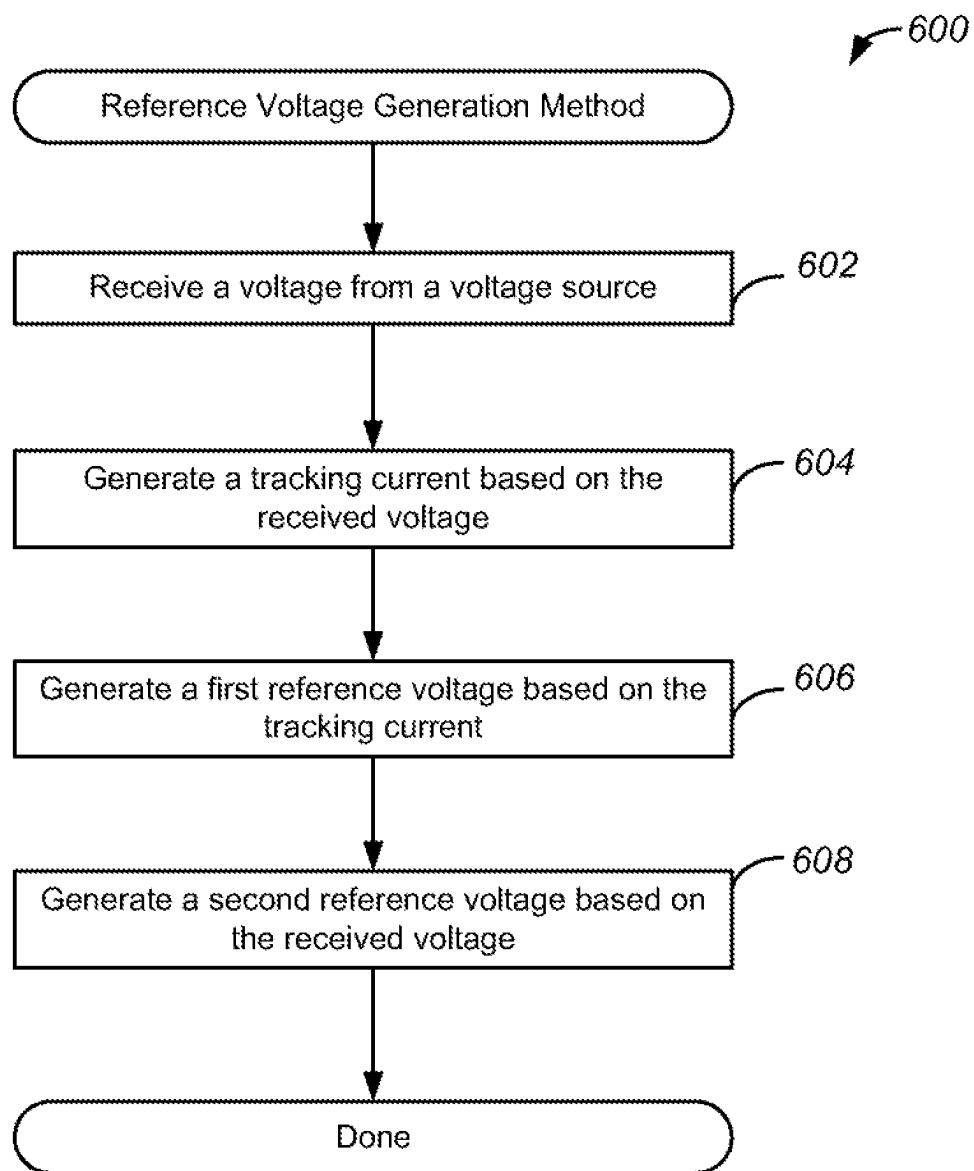 600
Reference Voltage Generation Method
Receive a voltage from a voltage source
602
Generate a tracking current based on the
received voltage
604
Generate a first reference voltage based on the
tracking current
606
Generate a second reference voltage based on
the received voltage
608
Done